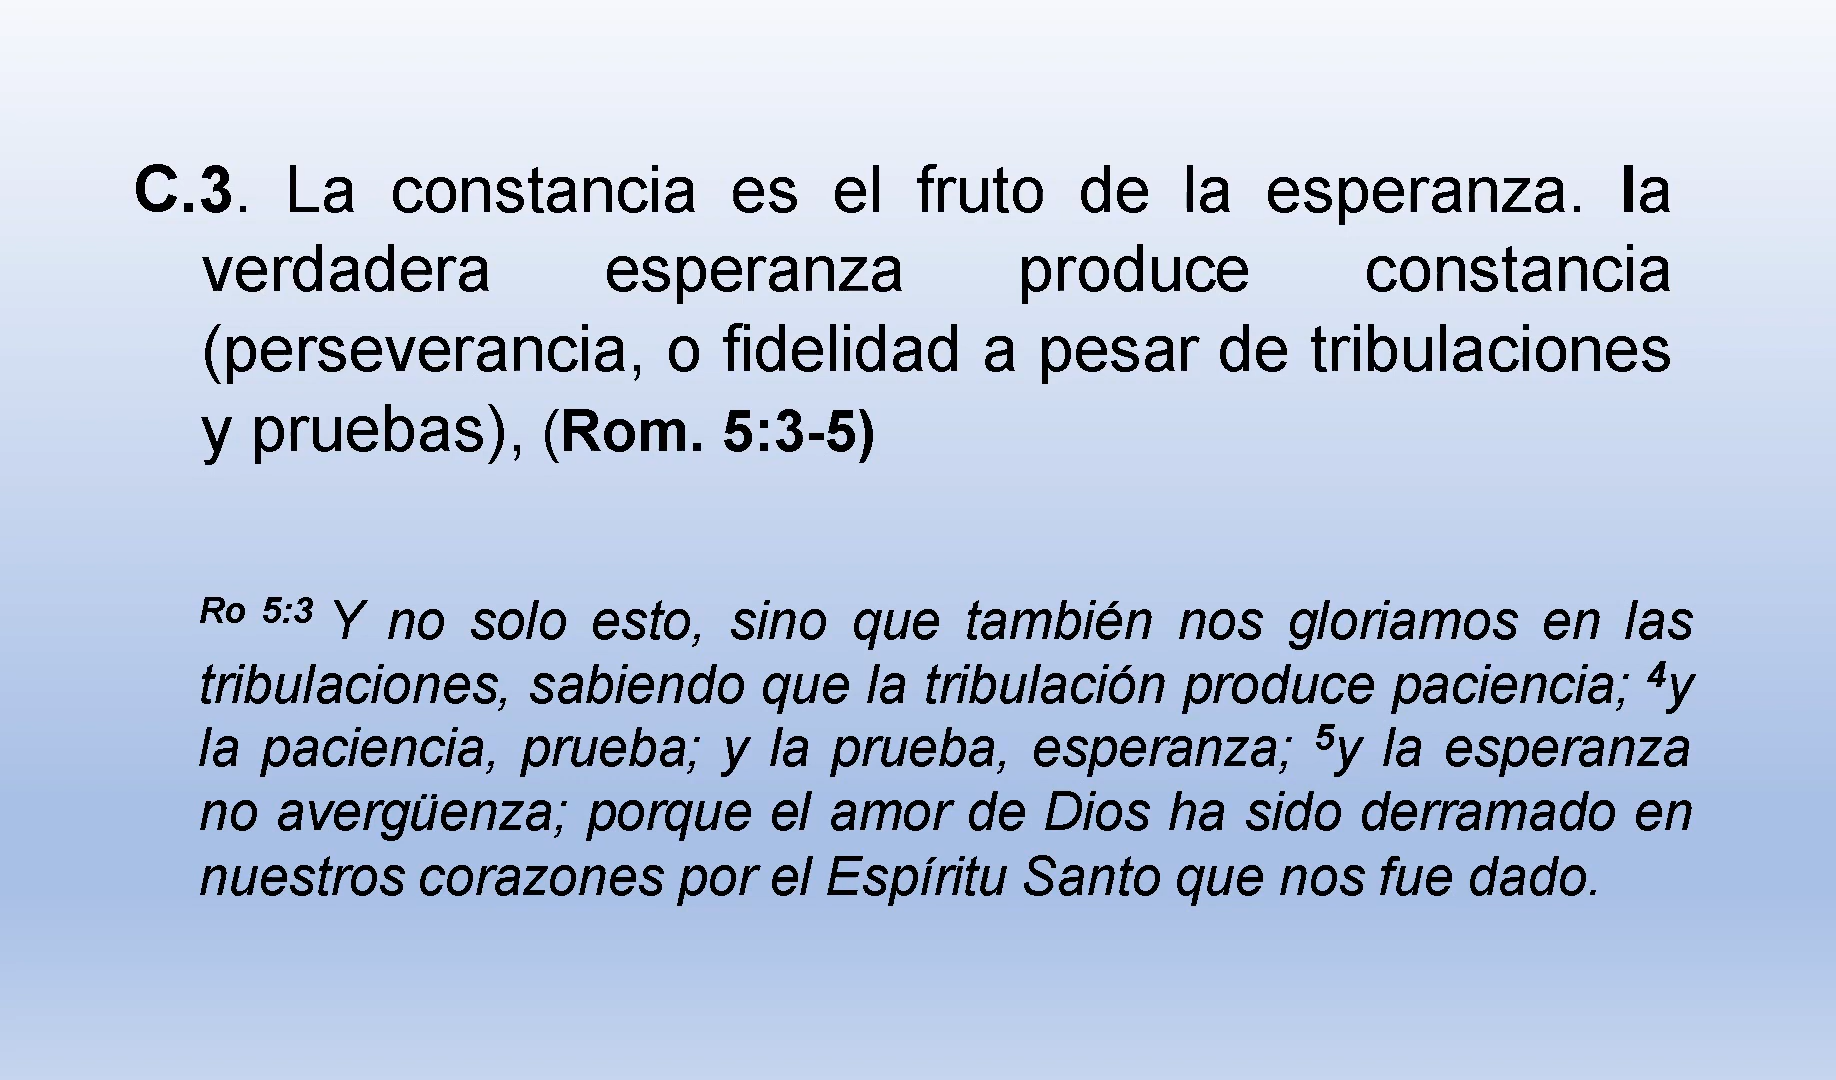 C.3. La constancia es el fruto de la esperanza. la
verdadera esperanza produce constancia
(perseverancia, o fidelidad a pesar de tribulaciones
y pruebas), (Rom. 5:3-5)
Ro 5:3 Y no solo esto, sino que también nos gloriamos en las
tribulaciones, sabiendo que la tribulación produce paciencia; 4y
la paciencia, prueba; y la prueba, esperanza; 5y la esperanza
no avergüenza; porque el amor de Dios ha sido derramado en
nuestros corazones por el Espíritu Santo que nos fue dado.